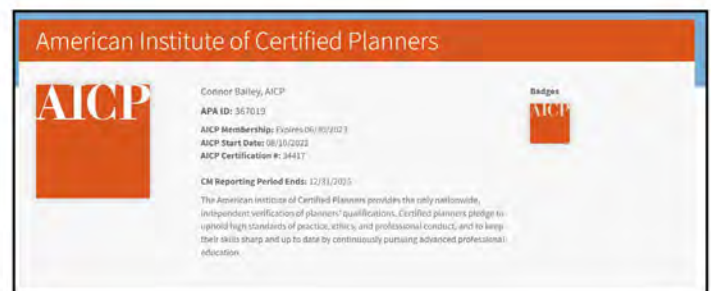 American Institute of Certified Planners
AICP
Connor Bailey, AICP
APA ID: 367019
AICP Membership: Expires 06/30/2023
AICP Start Date: 08/10/2022
AICP Certification #: 34417
CM Reporting Period Ends:
The American Institute of Certified Planners provides the only nationwide,
independent verification of planners' qualifications. Certified planners pledge to
uphold high standards of practice, ethics, and professional conduct, and to keep
their skills sharp and up to date by continuously pursuing advanced professional
education.
Badges
AICP